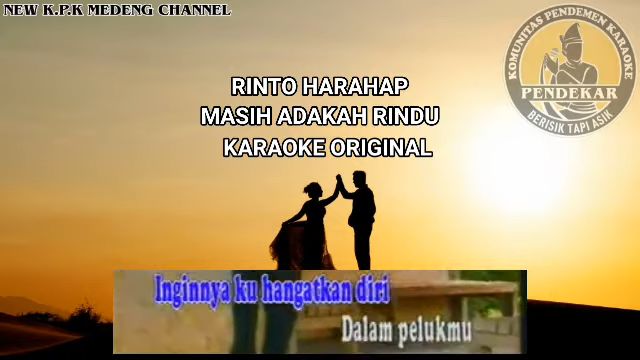 NEW K.P.K MEDENG CHANNEL
KOMUNITAS PENDEMEN KARAOKE
PENDEKAR
BERISIK TAPI ASIK
RINTO HARAHAP
MASIH ADAKAH RINDU
KARAOKE ORIGINAL
Inginnya ku hangatkan diri
Dalam pelukmu